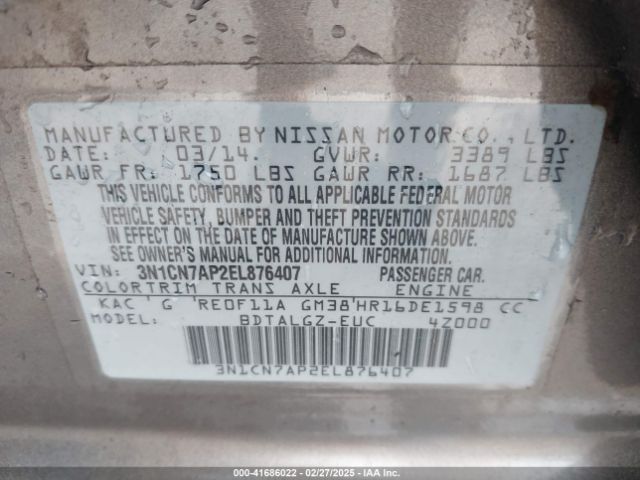 MANUFACTURED BY NISSAN MOTOR CO., LTD.
DATE: 03/14. GVWR: 3389 LBS
GAWR FR: 1750 LBS GAWR RR: 1687 LBS
THIS VEHICLE CONFORMS TO ALL APPLICABLE FEDERAL MOTOR
VEHICLE SAFETY, BUMPER AND THEFT PREVENTION STANDARDS
IN EFFECT ON THE DATE OF MANUFACTURE SHOWN ABOVE.
SEE OWNER'S MANUAL FOR ADDITIONAL INFORMATION.
VIN: 3N1CN7AP2EL876407 PASSENGER CAR.
COLOR TRIM TRANS AXLE ENGINE
KAC ' G ' RE0F11A GM38'HR16DE1598 CC
MODEL: BDTALGZ-EUC 4Z000
3N1CN7AP2EL876407
000-41686022 / 02/27/2025 - IAA Inc.